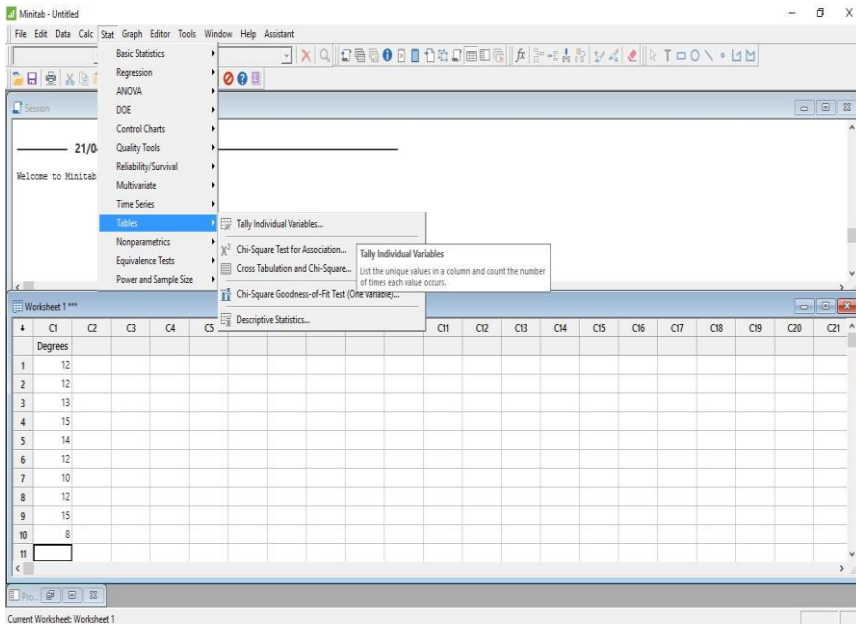 Minitab - Untitled
File Edit Data Calc Stat Graph Editor Tools Window Help Assistant
Basic Statistics
Regression
ANOVA
DOE
Control Charts
Quality Tools
Reliability/Survival
Multivariate
Time Series
Tables
Nonparametrics
Equivalence Tests
Power and Sample Size
Tally Individual Variables...
Chi-Square Test for Association...
Cross Tabulation and Chi-Square...
Chi-Square Goodness-of-Fit Test (One Variable)...
Descriptive Statistics...
Tally Individual Variables
List the unique values in a column and count the number
of times each value occurs.
Session
21/0
Welcome to Minitab
Worksheet 1 ***
C1 C2 C3 C4 C5 C11 C12 C13 C14 C15 C16 C17 C18 C19 C20 C21
Degrees
1 12
2 12
3 13
4 15
5 14
6 12
7 10
8 12
9 15
10 8
11
Pro...
Current Worksheet: Worksheet 1